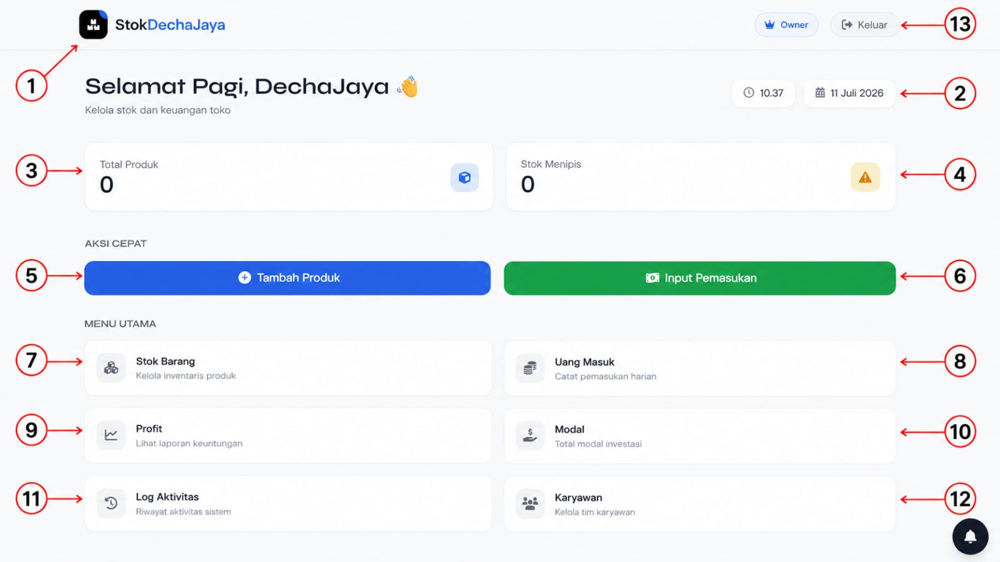 StokDechaJaya
Owner
Keluar
13
1
Selamat Pagi, DechaJaya 👋
Kelola stok dan keuangan toko
10.37
11 Juli 2026
2
3
Total Produk
0
Stok Menipis
0
4
AKSI CEPAT
5
Tambah Produk
Input Pemasukan
6
MENU UTAMA
7
Stok Barang
Kelola inventaris produk
Uang Masuk
Catat pemasukan harian
8
9
Profit
Lihat laporan keuntungan
Modal
Total modal investasi
10
11
Log Aktivitas
Riwayat aktivitas sistem
Karyawan
Kelola tim karyawan
12